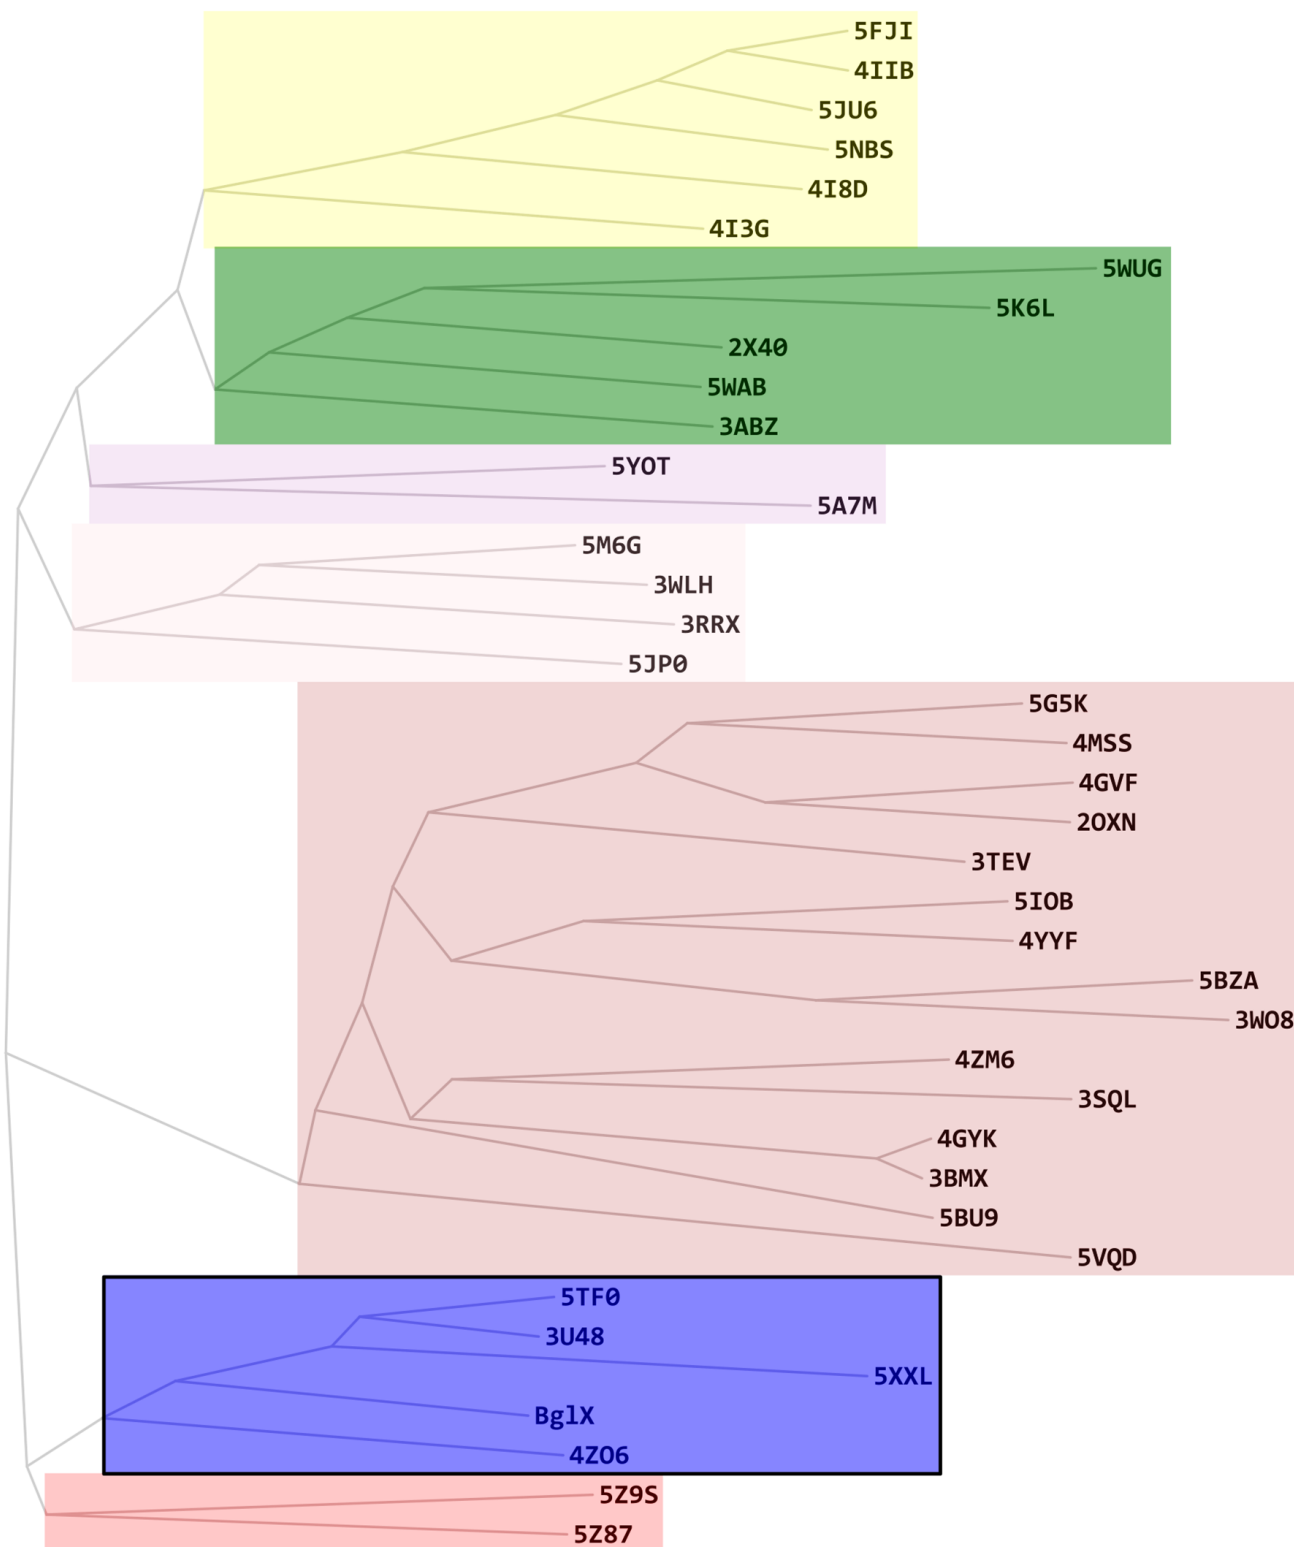 5FJI
4IIB
5JU6
5NBS
4I8D
4I3G
5WUG
5K6L
2X40
5WAB
3ABZ
5YOT
5A7M
5M6G
3WLH
3RRX
5JP0
5G5K
4MSS
4GVF
2OXN
3TEV
5IOB
4YYF
5BZA
3WO8
4ZM6
3SQL
4GYK
3BMX
5BU9
5VQD
5TF0
3U48
5XXL
BglX
4ZO6
5Z9S
5Z87